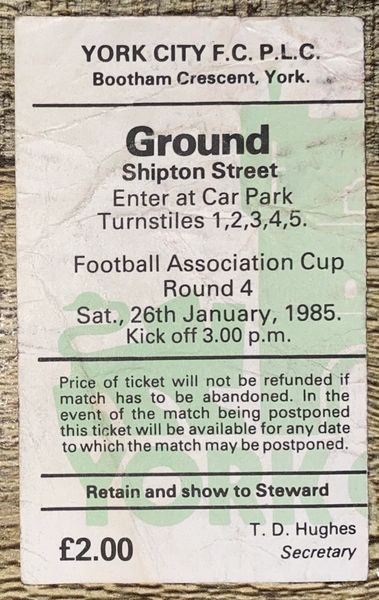 YORK CITY F.C. P.L.C.
Bootham Crescent, York.
Ground
Shipton Street
Enter at Car Park
Turnstiles 1,2,3,4,5.
Football Association Cup
Round 4
Sat., 26th January, 1985.
Kick off 3.00 p.m.
Price of ticket will not be refunded if
match has to be abandoned. In the
event of the match being postponed
this ticket will be available for any date
to which the match may be postponed.
YORK
Retain and show to Steward
T. D. Hughes
£2.00
Secretary